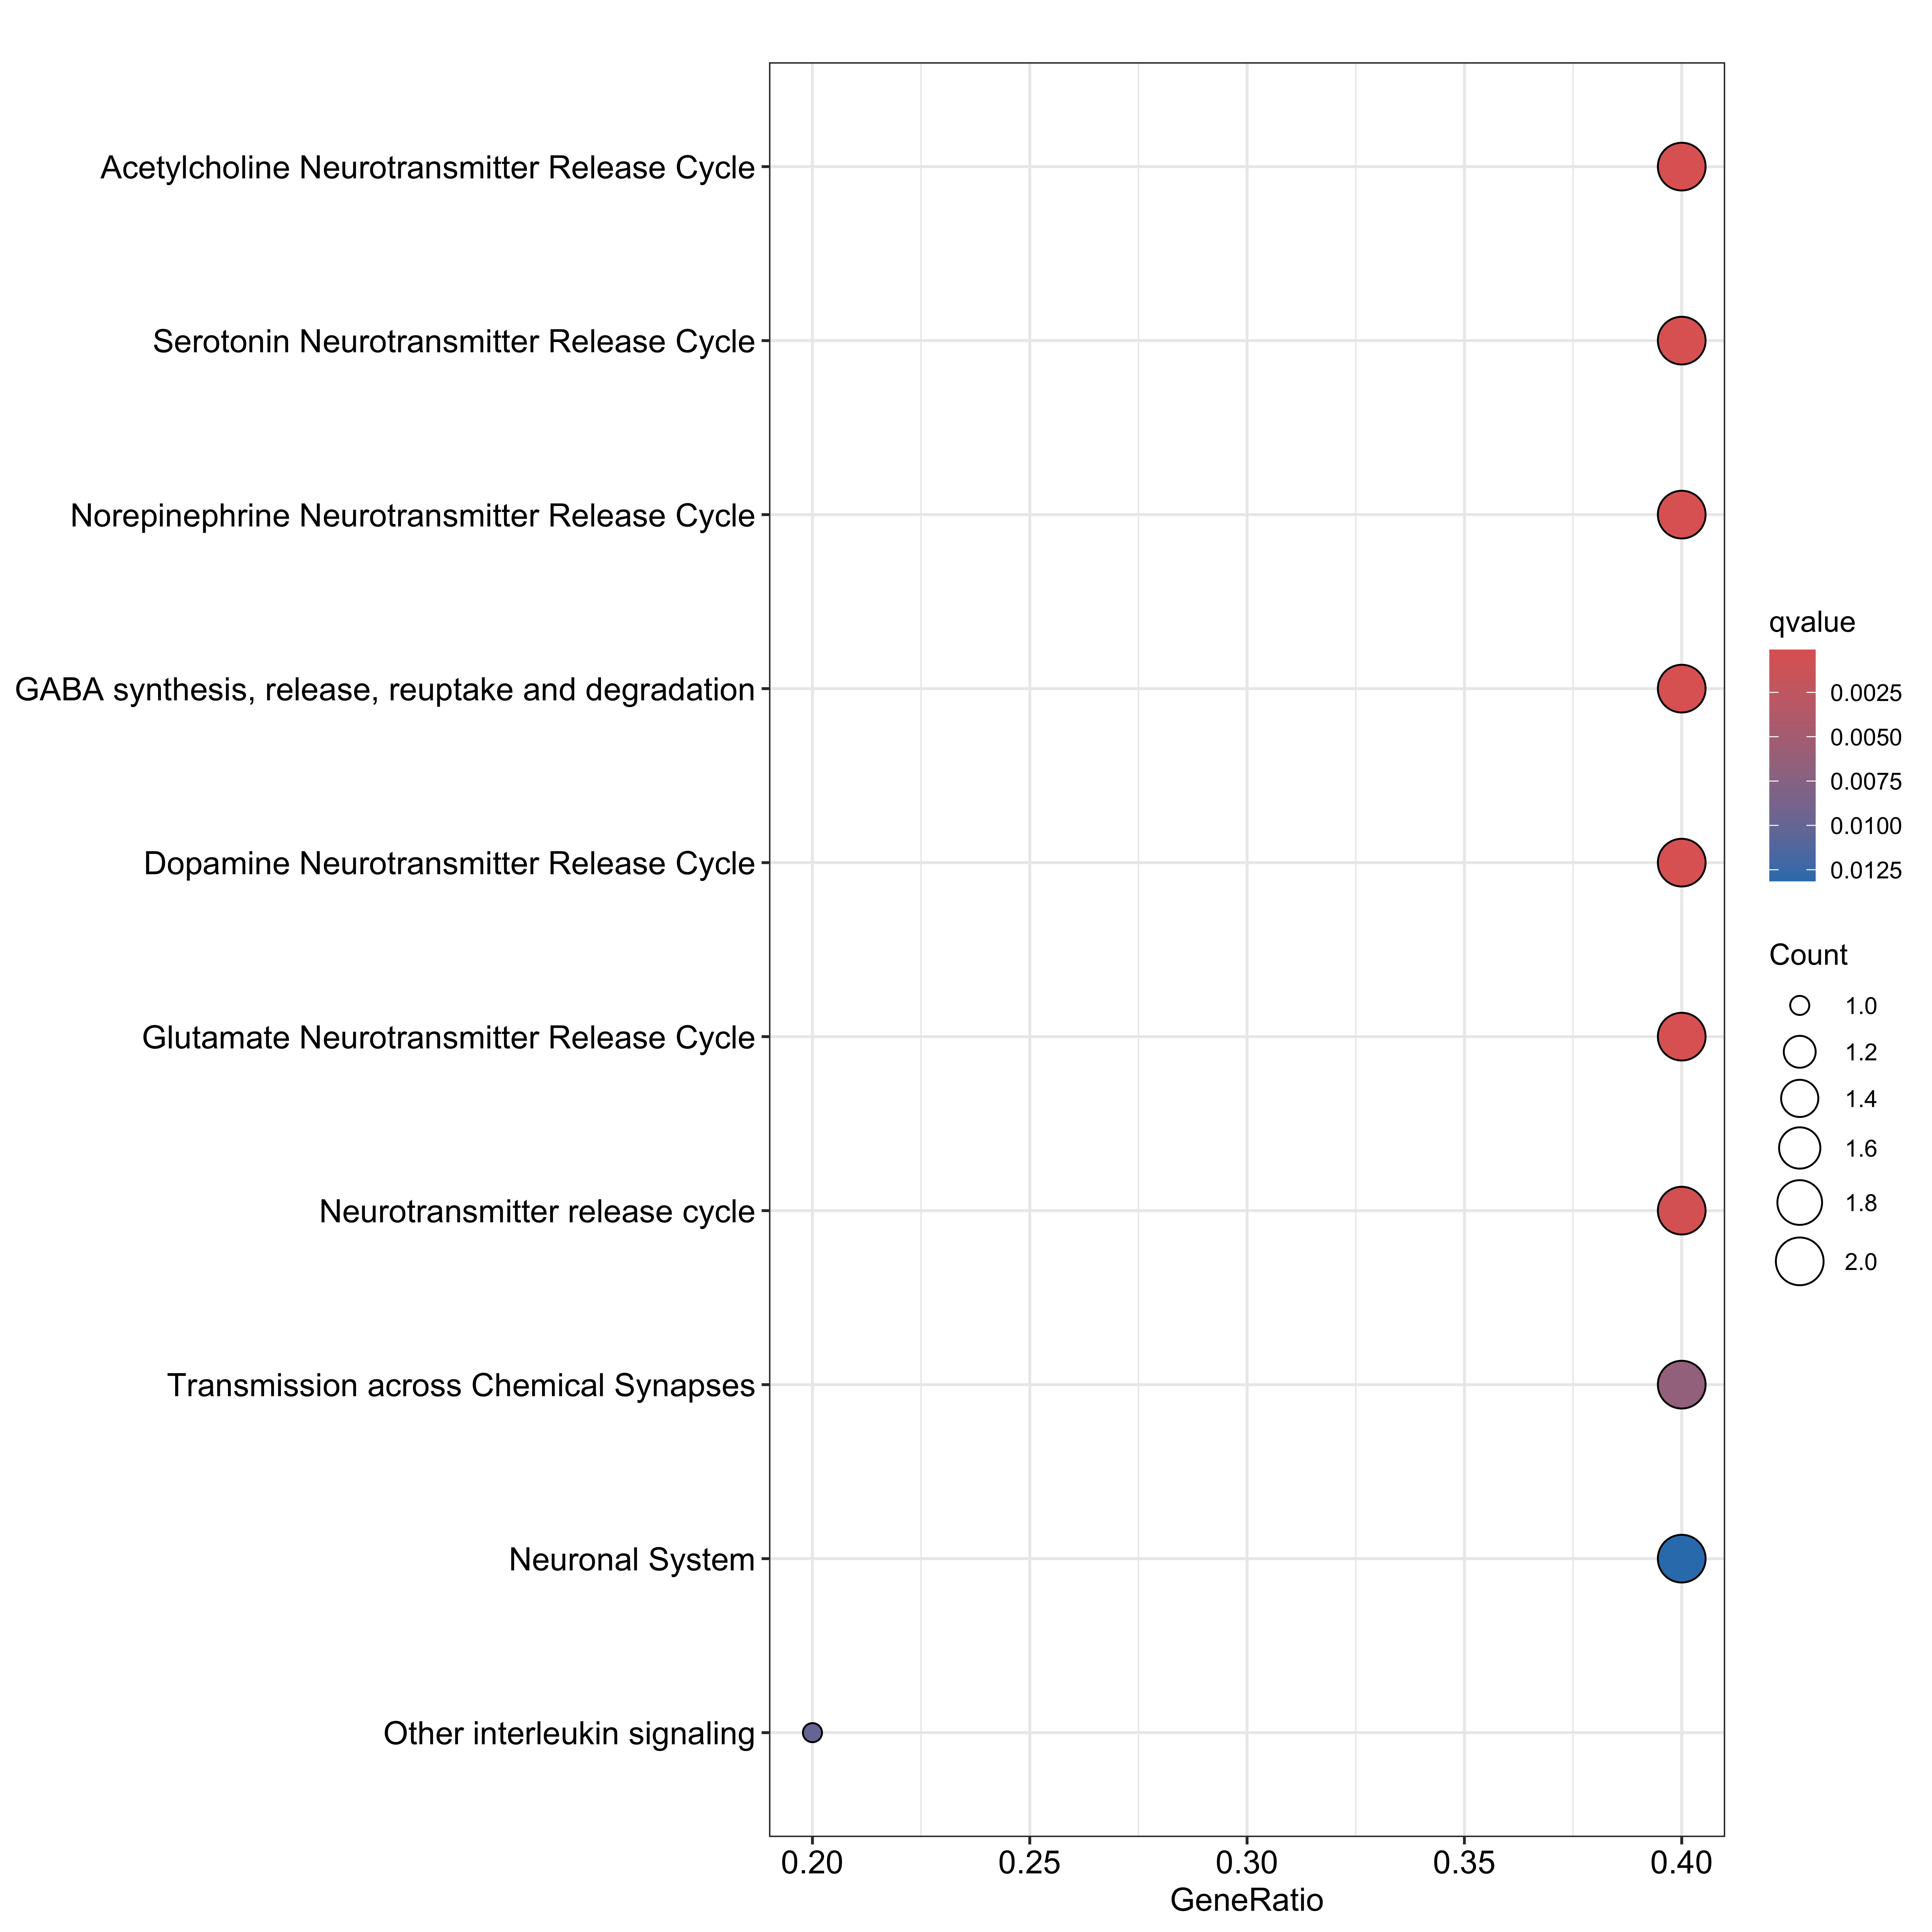 Acetylcholine Neurotransmitter Release Cycle
Serotonin Neurotransmitter Release Cycle
Norepinephrine Neurotransmitter Release Cycle
GABA synthesis, release, reuptake and degradation
Dopamine Neurotransmitter Release Cycle
Glutamate Neurotransmitter Release Cycle
Neurotransmitter release cycle
Transmission across Chemical Synapses
Neuronal System
Other interleukin signaling
0.20 0.25 0.30 0.35 0.40
GeneRatio
qvalue
0.0025
0.0050
0.0075
0.0100
0.0125
Count
1.0
1.2
1.4
1.6
1.8
2.0